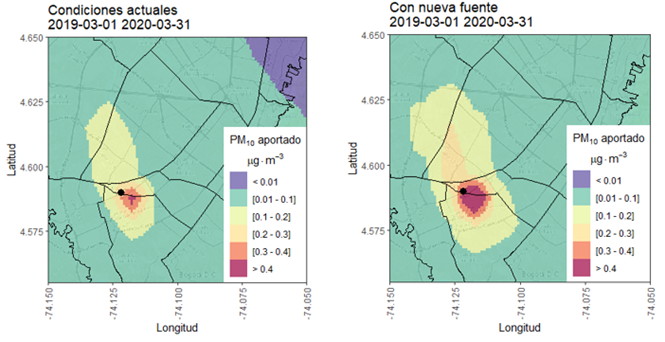 Condiciones actuales
2019-03-01 2020-03-31
4.650
4.625
4.600
4.575
Latitud
PM10 aportado
µg · m−3
< 0.01
[0.01 - 0.1]
[0.1 - 0.2]
[0.2 - 0.3]
[0.3 - 0.4]
> 0.4
-74.150
-74.125
-74.100
-74.075
-74.050
Longitud
Con nueva fuente
2019-03-01 2020-03-31
4.650
4.625
4.600
4.575
Latitud
PM10 aportado
µg · m−3
< 0.01
[0.01 - 0.1]
[0.1 - 0.2]
[0.2 - 0.3]
[0.3 - 0.4]
> 0.4
-74.150
-74.125
-74.100
-74.075
-74.050
Longitud